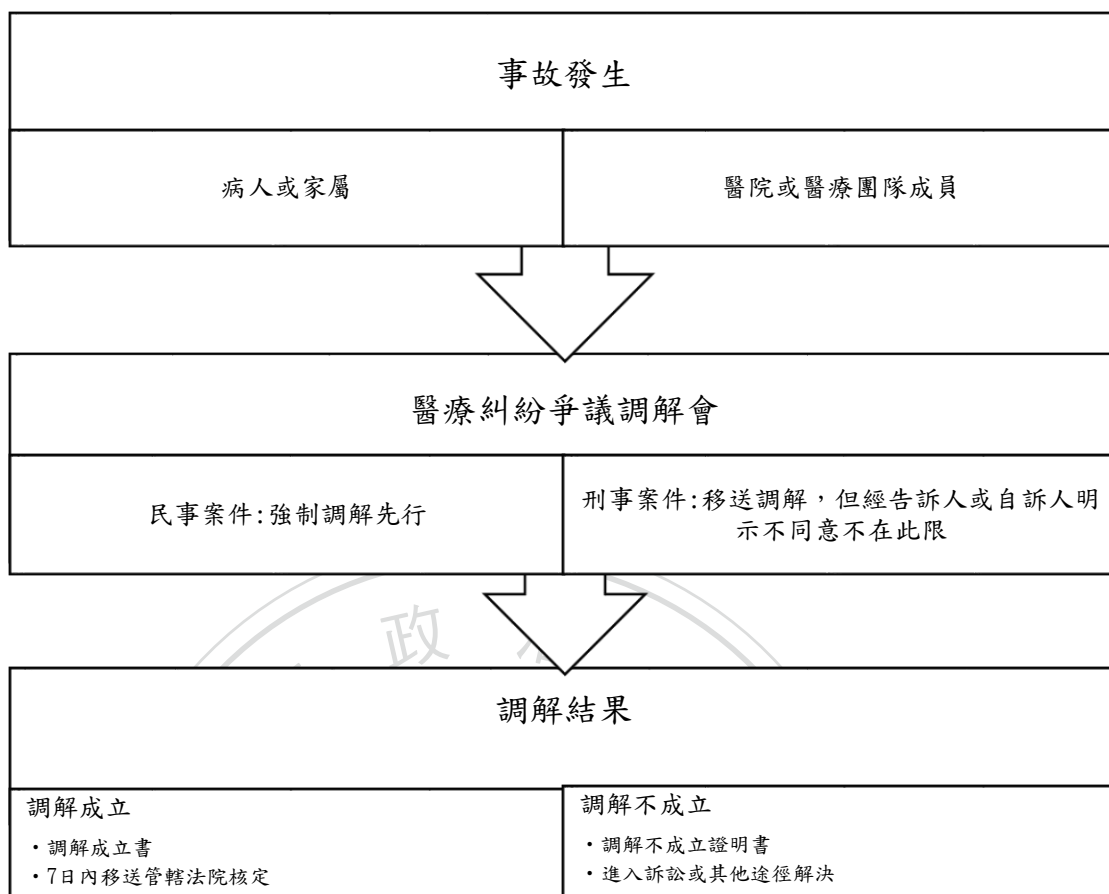 事故發生
病人或家屬
醫院或醫療團隊成員
醫療糾紛爭議調解會
民事案件:強制調解先行
刑事案件:移送調解，但經告訴人或自訴人明
示不同意不在此限
政
調解結果
調解成立
・調解成立書
・7日內移送管轄法院核定
調解不成立
・調解不成立證明書
・進入訴訟或其他途徑解決